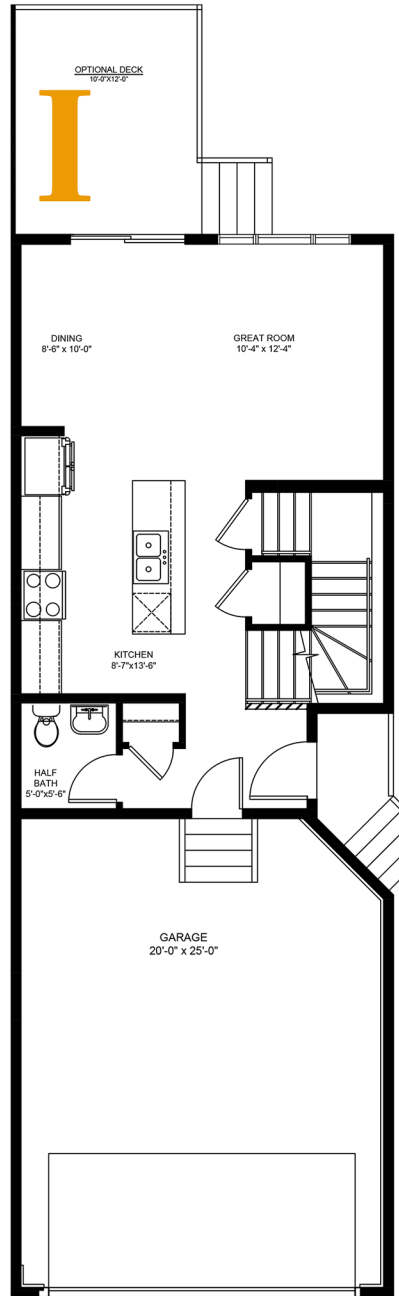 OPTIONAL DECK
10'-0"X12'-0"
I
DINING
8'-6" x 10'-0"
GREAT ROOM
10'-4" x 12'-4"
KITCHEN
8'-7"x13'-6"
HALF
BATH
5'-0"x5'-6"
GARAGE
20'-0" x 25'-0"